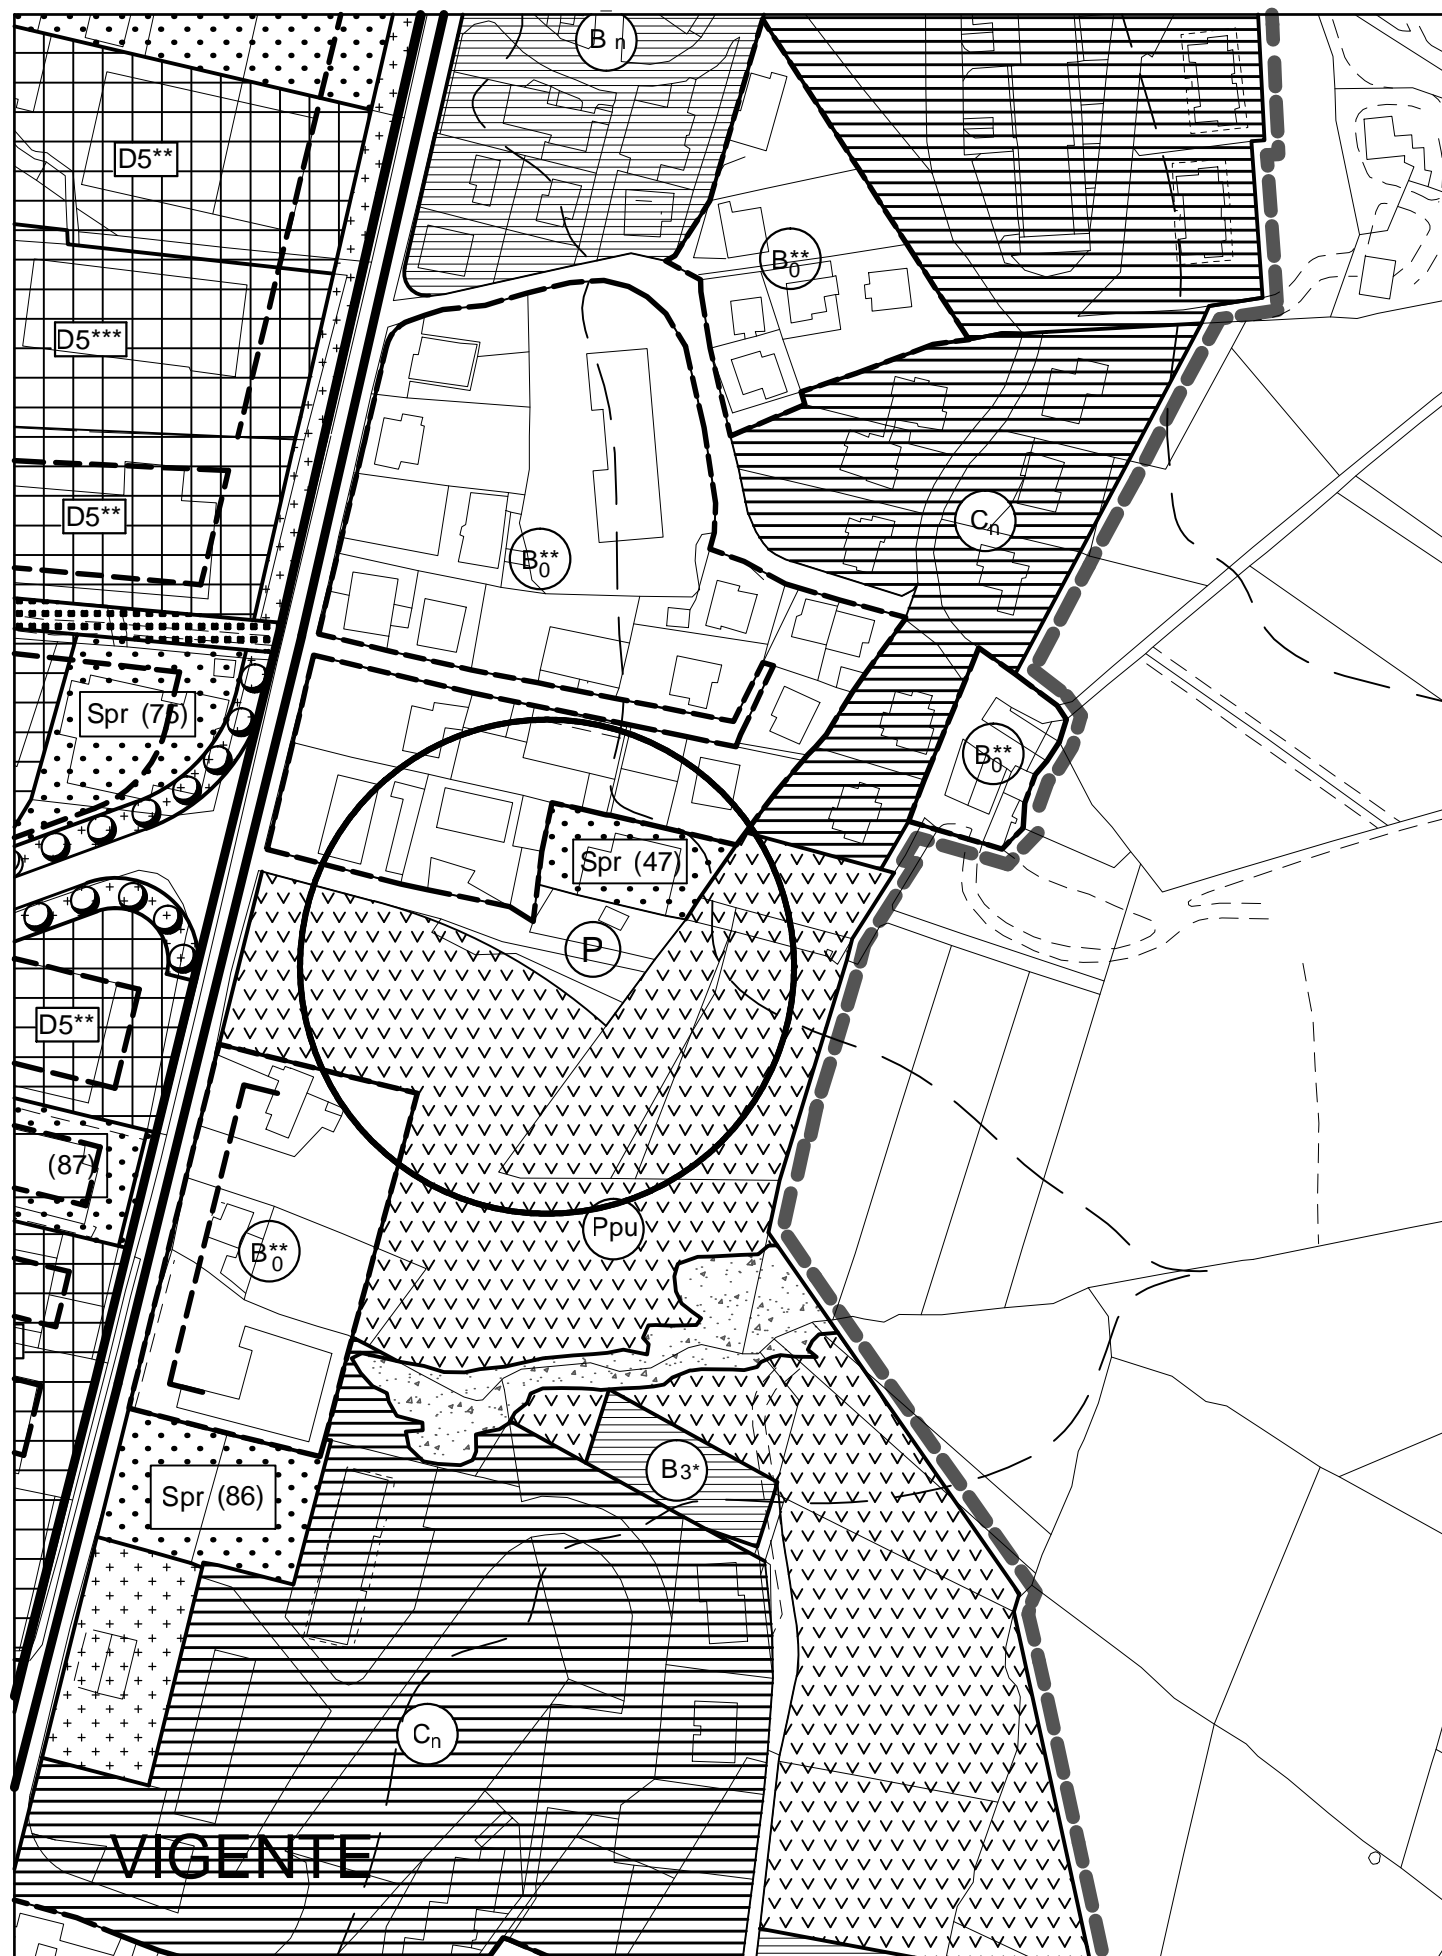 B n
D5**
B0**
D5***
D5**
Cn
B0**
Spr (75)
B0**
Spr (47)
P
D5**
(87)
Ppu
B0**
B3*
Spr (86)
Cn
VIGENTE